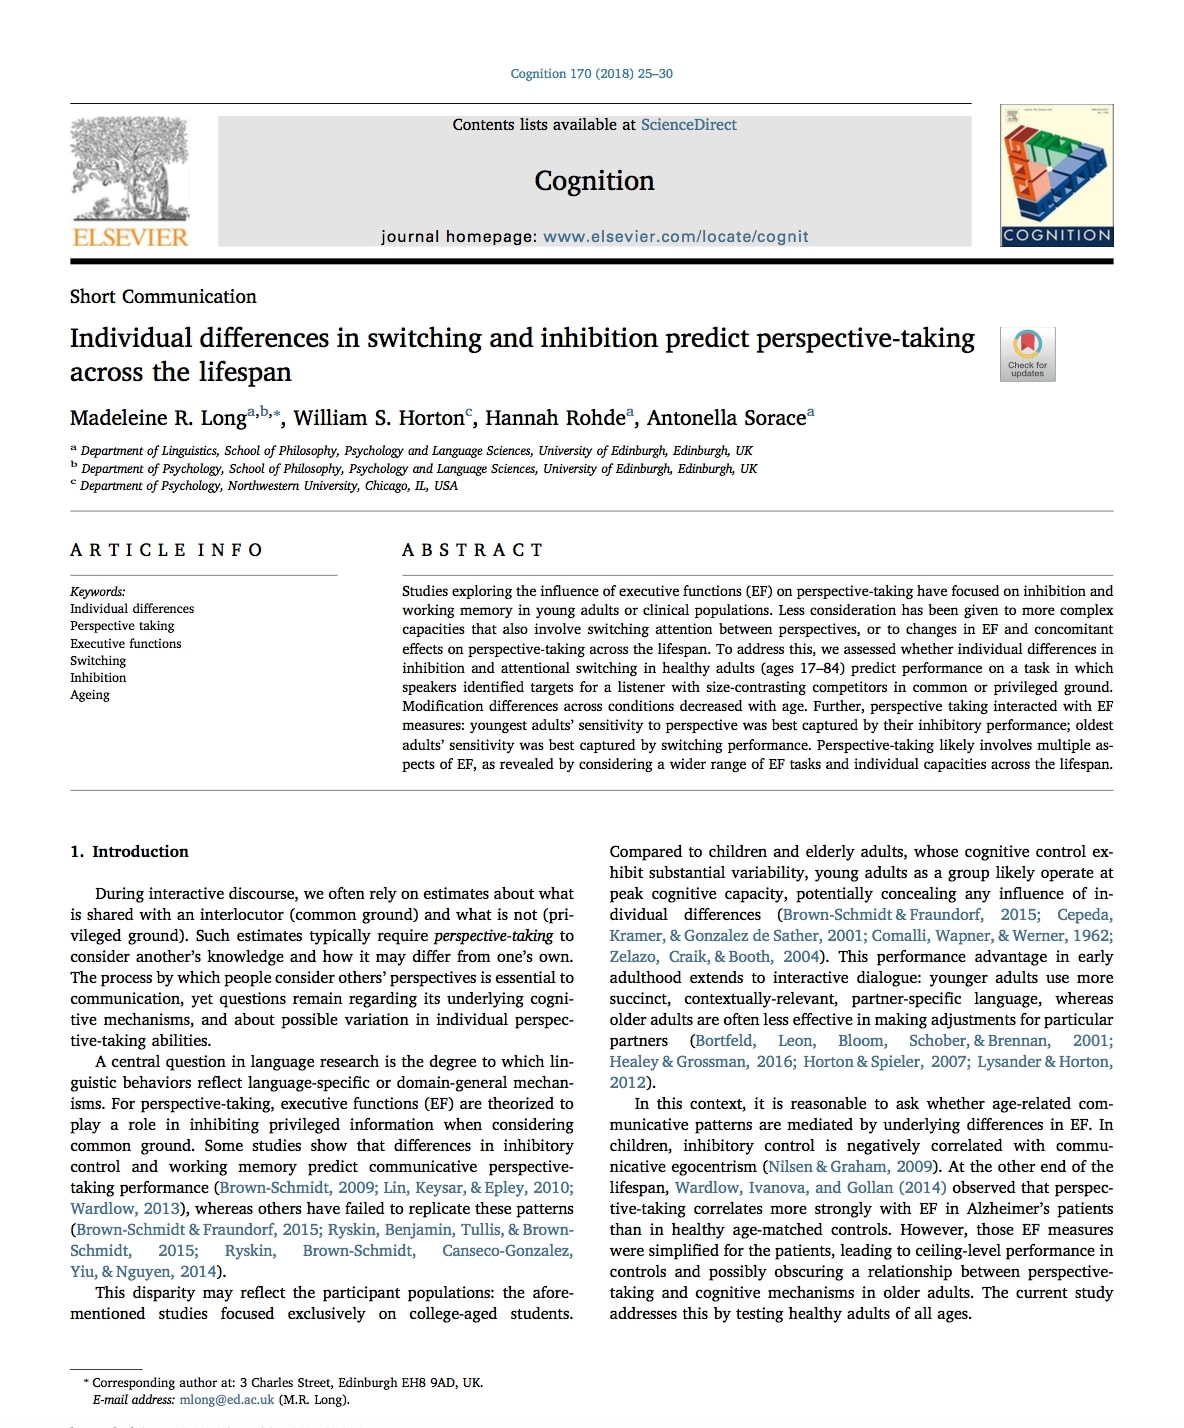 Cognition 170 (2018) 25–30
Contents lists available at ScienceDirect
Cognition
journal homepage: www.elsevier.com/locate/cognit
ELSEVIER
COGNITION
Short Communication
Individual differences in switching and inhibition predict perspective-taking
across the lifespan
Check for
updates
Madeleine R. Longa,b,*, William S. Hortonc, Hannah Rohdea, Antonella Soracea
a Department of Linguistics, School of Philosophy, Psychology and Language Sciences, University of Edinburgh, Edinburgh, UK
b Department of Psychology, School of Philosophy, Psychology and Language Sciences, University of Edinburgh, Edinburgh, UK
c Department of Psychology, Northwestern University, Chicago, IL, USA
ARTICLE INFO
Keywords:
Individual differences
Perspective taking
Executive functions
Switching
Inhibition
Ageing
ABSTRACT
Studies exploring the influence of executive functions (EF) on perspective-taking have focused on inhibition and
working memory in young adults or clinical populations. Less consideration has been given to more complex
capacities that also involve switching attention between perspectives, or to changes in EF and concomitant
effects on perspective-taking across the lifespan. To address this, we assessed whether individual differences in
inhibition and attentional switching in healthy adults (ages 17–84) predict performance on a task in which
speakers identified targets for a listener with size-contrasting competitors in common or privileged ground.
Modification differences across conditions decreased with age. Further, perspective taking interacted with EF
measures: youngest adults' sensitivity to perspective was best captured by their inhibitory performance; oldest
adults' sensitivity was best captured by switching performance. Perspective-taking likely involves multiple as-
pects of EF, as revealed by considering a wider range of EF tasks and individual capacities across the lifespan.
1. Introduction
During interactive discourse, we often rely on estimates about what
is shared with an interlocutor (common ground) and what is not (pri-
vileged ground). Such estimates typically require perspective-taking to
consider another's knowledge and how it may differ from one's own.
The process by which people consider others' perspectives is essential to
communication, yet questions remain regarding its underlying cogni-
tive mechanisms, and about possible variation in individual perspec-
tive-taking abilities.
A central question in language research is the degree to which lin-
guistic behaviors reflect language-specific or domain-general mechan-
isms. For perspective-taking, executive functions (EF) are theorized to
play a role in inhibiting privileged information when considering
common ground. Some studies show that differences in inhibitory
control and working memory predict communicative perspective-
taking performance (Brown-Schmidt, 2009; Lin, Keysar, & Epley, 2010;
Wardlow, 2013), whereas others have failed to replicate these patterns
(Brown-Schmidt & Fraundorf, 2015; Ryskin, Benjamin, Tullis, & Brown-
Schmidt, 2015; Ryskin, Brown-Schmidt, Canseco-Gonzalez,
Yiu, & Nguyen, 2014).
This disparity may reflect the participant populations: the afore-
mentioned studies focused exclusively on college-aged students.
Compared to children and elderly adults, whose cognitive control ex-
hibit substantial variability, young adults as a group likely operate at
peak cognitive capacity, potentially concealing any influence of in-
dividual differences (Brown-Schmidt & Fraundorf, 2015; Cepeda,
Kramer, & Gonzalez de Sather, 2001; Comalli, Wapner, & Werner, 1962;
Zelazo, Craik, & Booth, 2004). This performance advantage in early
adulthood extends to interactive dialogue: younger adults use more
succinct, contextually-relevant, partner-specific language, whereas
older adults are often less effective in making adjustments for particular
partners (Bortfeld, Leon, Bloom, Schober, & Brennan, 2001;
Healey & Grossman, 2016; Horton & Spieler, 2007; Lysander & Horton,
2012).
In this context, it is reasonable to ask whether age-related com-
municative patterns are mediated by underlying differences in EF. In
children, inhibitory control is negatively correlated with commu-
nicative egocentrism (Nilsen & Graham, 2009). At the other end of the
lifespan, Wardlow, Ivanova, and Gollan (2014) observed that perspec-
tive-taking correlates more strongly with EF in Alzheimer's patients
than in healthy age-matched controls. However, those EF measures
were simplified for the patients, leading to ceiling-level performance in
controls and possibly obscuring a relationship between perspective-
taking and cognitive mechanisms in older adults. The current study
addresses this by testing healthy adults of all ages.
* Corresponding author at: 3 Charles Street, Edinburgh EH8 9AD, UK.
E-mail address: mlong@ed.ac.uk (M.R. Long).